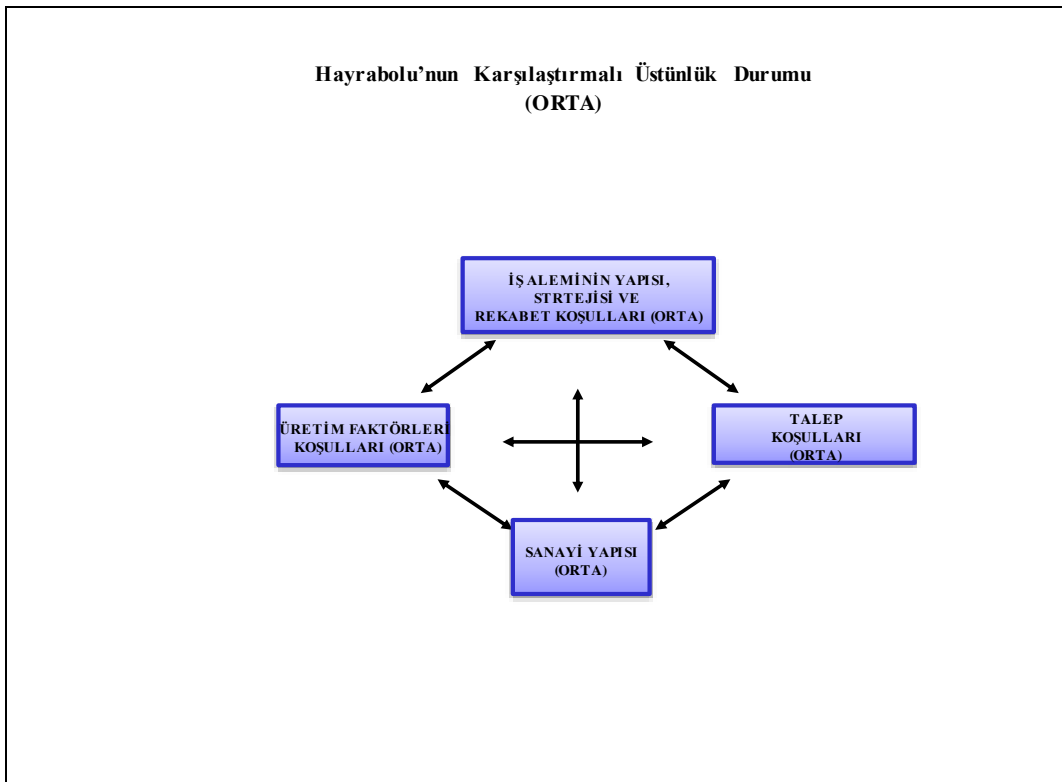 Hayrabolu’nun Karşılaştırmalı Üstünlük Durumu
(ORTA)
İŞ ALEMİNİN YAPISI,
STRTEJİSİ VE
REKABET KOŞULLARI (ORTA)
ÜRETİM FAKTÖRLERİ
KOŞULLARI (ORTA)
TALEP
KOŞULLARI
(ORTA)
SANAYİ YAPISI
(ORTA)